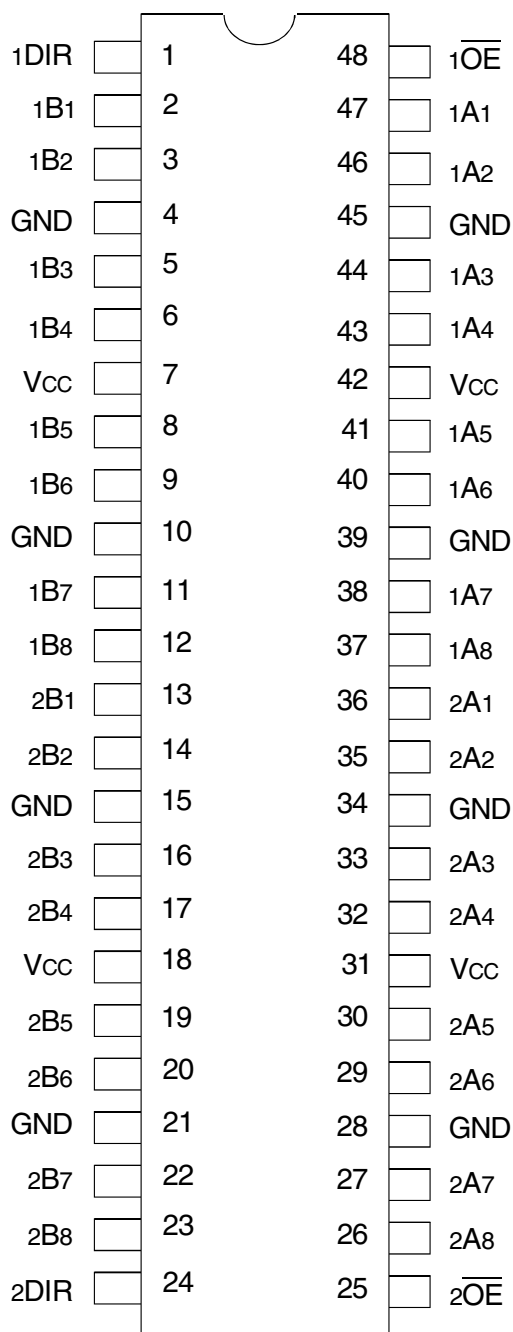 1DIR 1 48 1O̅E̅
1B1 2 47 1A1
1B2 3 46 1A2
GND 4 45 GND
1B3 5 44 1A3
1B4 6 43 1A4
VCC 7 42 VCC
1B5 8 41 1A5
1B6 9 40 1A6
GND 10 39 GND
1B7 11 38 1A7
1B8 12 37 1A8
2B1 13 36 2A1
2B2 14 35 2A2
GND 15 34 GND
2B3 16 33 2A3
2B4 17 32 2A4
VCC 18 31 VCC
2B5 19 30 2A5
2B6 20 29 2A6
GND 21 28 GND
2B7 22 27 2A7
2B8 23 26 2A8
2DIR 24 25 2O̅E̅